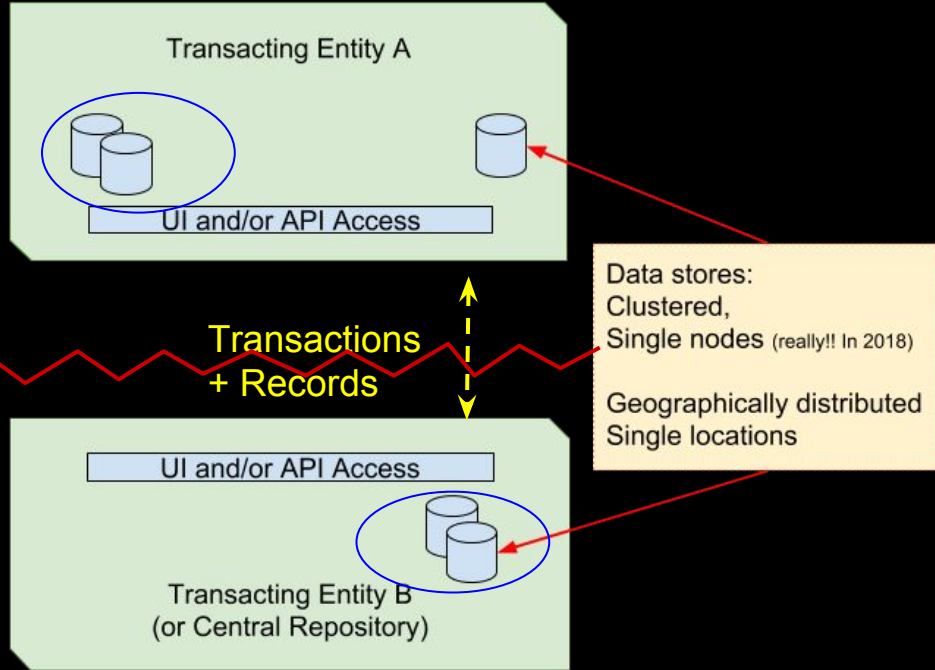 Transacting Entity A
UI and/or API Access
Transactions
+ Records
Data stores:
Clustered,
Single nodes (really!! In 2018)
Geographically distributed
Single locations
UI and/or API Access
Transacting Entity B
(or Central Repository)